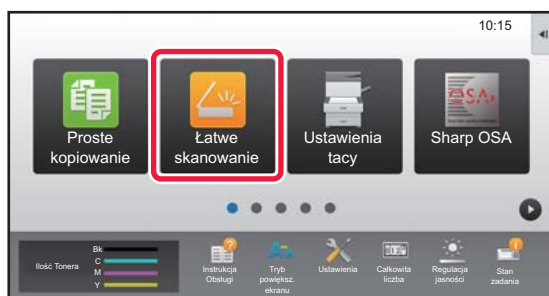 10:15
Proste
kopiowanie
Łatwe
skanowanie
Ustawienia
tacy
OSA
Sharp OSA
Ilość Tonera
Bk
C
M
Y
Instrukcja
Obsługi
Tryb
powiększ.
ekranu
Ustawienia
Całkowita
liczba
Regulacja
jasności
Stan
zadania